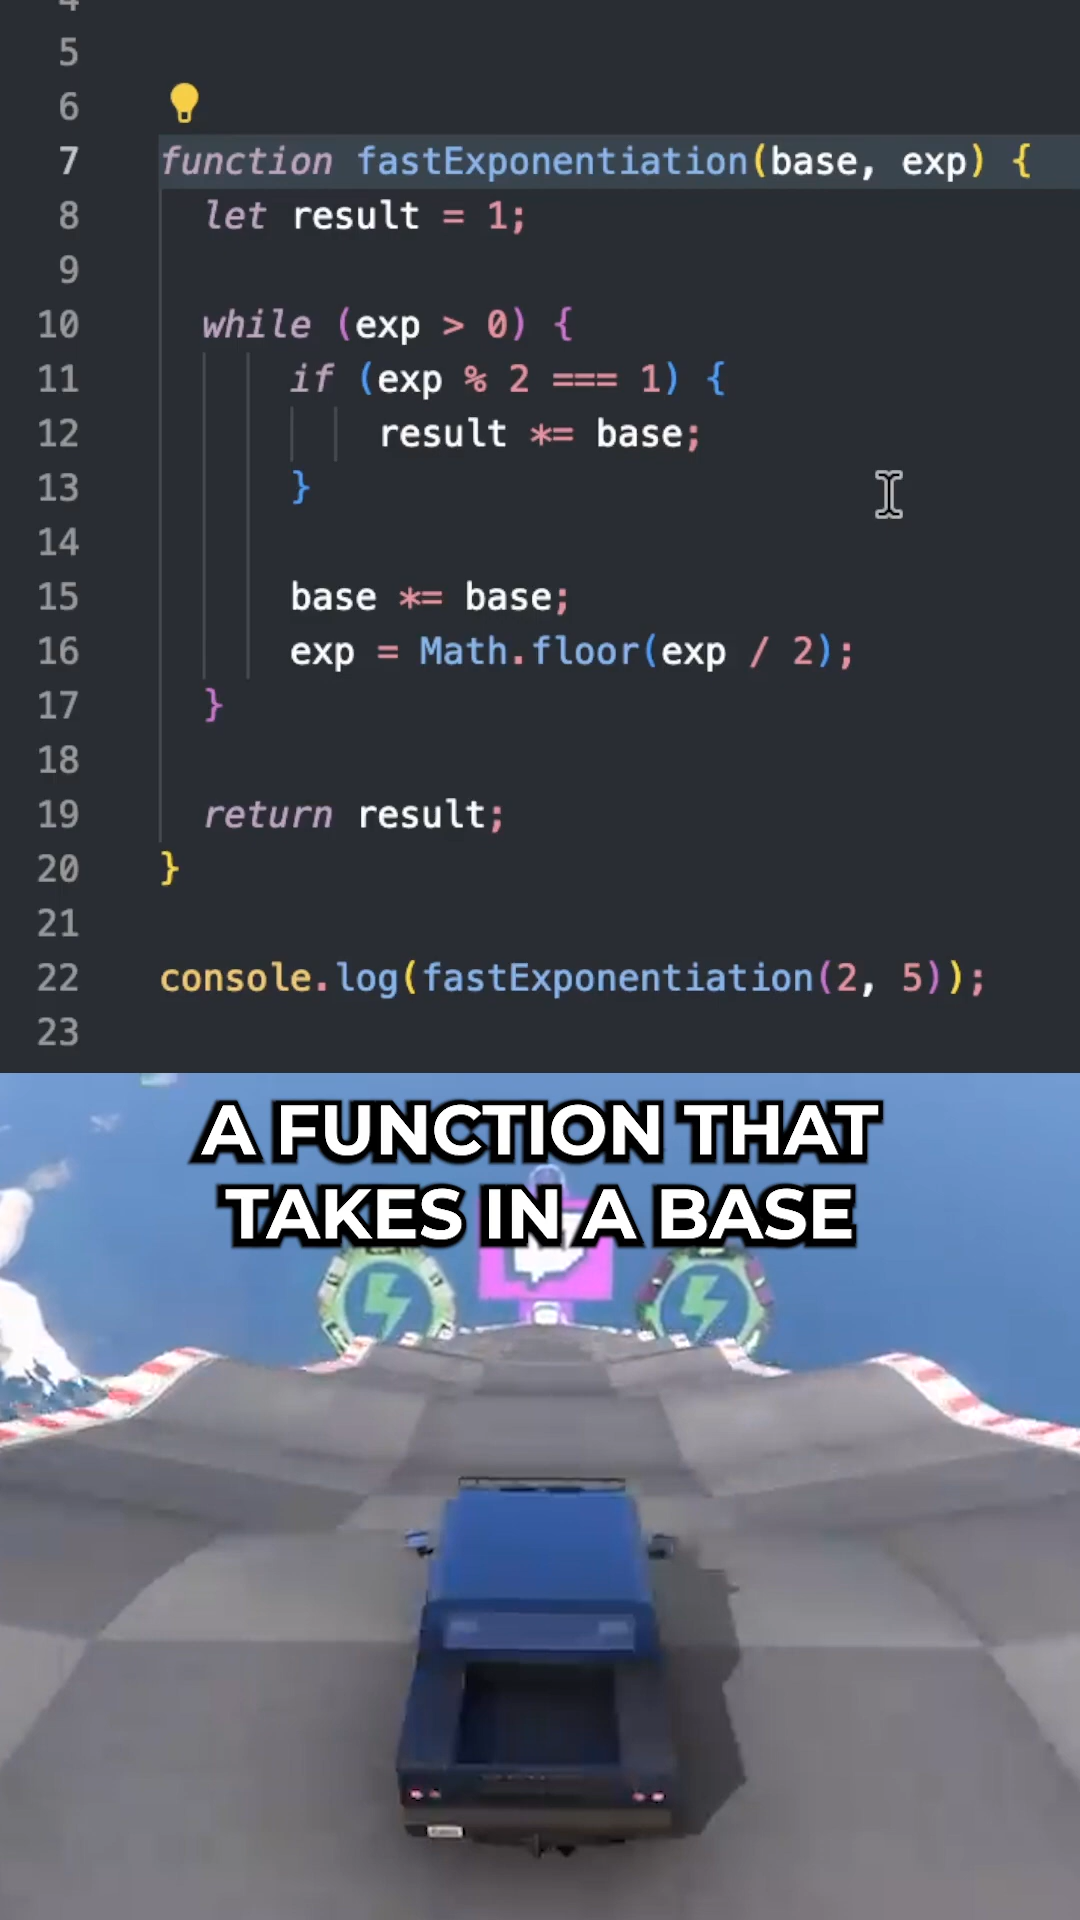 4
5
6
7 function fastExponentiation(base, exp) {
8 let result = 1;
9
10 while (exp > 0) {
11 if (exp % 2 === 1) {
12 result *= base;
13 }
14
15 base *= base;
16 exp = Math.floor(exp / 2);
17 }
18
19 return result;
20 }
21
22 console.log(fastExponentiation(2, 5));
23
A FUNCTION THAT
TAKES IN A BASE